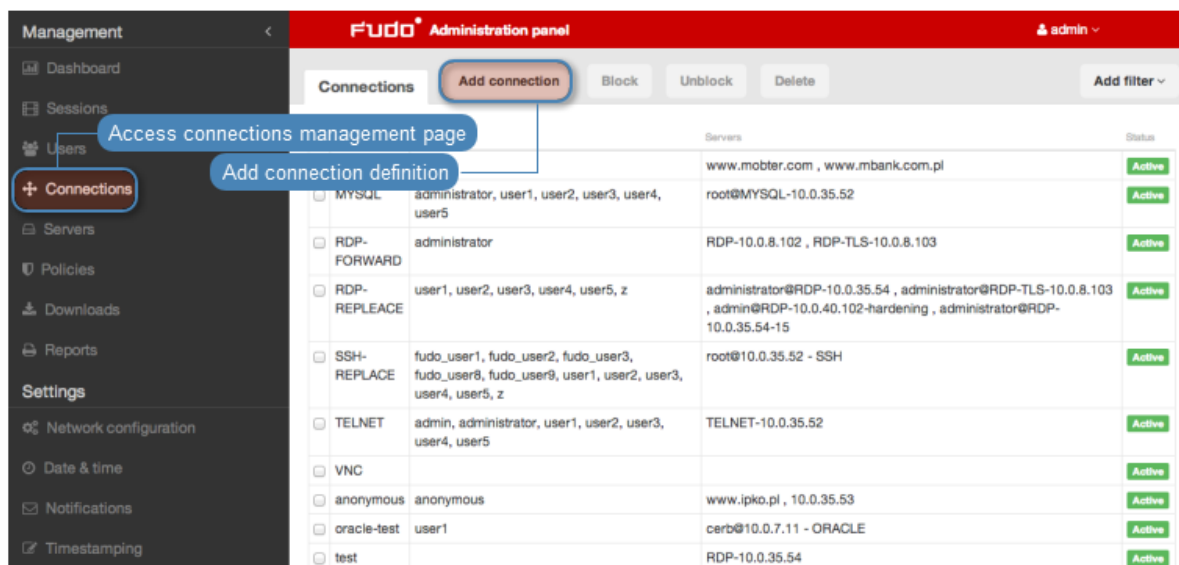 Management
FUDO Administration panel
admin
Dashboard
Sessions
Users
Connections
Servers
Policies
Downloads
Reports
Settings
Network configuration
Date & time
Notifications
Timestamping
Connections
Add connection
Block
Unblock
Delete
Add filter
Access connections management page
Add connection definition
Servers
Status
www.mobter.com , www.mbank.com.pl
Active
MYSQL
administrator, user1, user2, user3, user4,
user5
root@MYSQL-10.0.35.52
Active
RDP-
FORWARD
administrator
RDP-10.0.8.102 , RDP-TLS-10.0.8.103
Active
RDP-
REPLEACE
user1, user2, user3, user4, user5, z
administrator@RDP-10.0.35.54 , administrator@RDP-TLS-10.0.8.103
, admin@RDP-10.0.40.102-hardening , administrator@RDP-
10.0.35.54-15
Active
SSH-
REPLACE
fudo_user1, fudo_user2, fudo_user3,
fudo_user8, fudo_user9, user1, user2, user3,
user4, user5, z
root@10.0.35.52 - SSH
Active
TELNET
admin, administrator, user1, user2, user3,
user4, user5
TELNET-10.0.35.52
Active
VNC
Active
anonymous
anonymous
www.ipko.pl , 10.0.35.53
Active
oracle-test
user1
cerb@10.0.7.11 - ORACLE
Active
test
RDP-10.0.35.54
Active